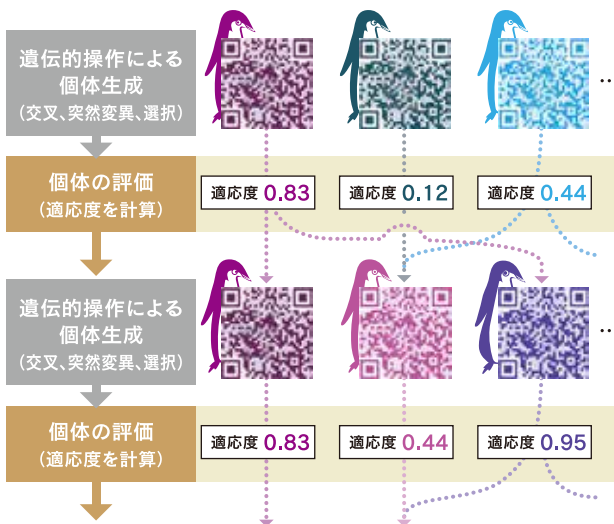 遺伝的操作による
個体生成
(交叉、突然変異、選択)
個体の評価
(適応度を計算)
適応度 0.83
適応度 0.12
適応度 0.44
遺伝的操作による
個体生成
(交叉、突然変異、選択)
個体の評価
(適応度を計算)
適応度 0.83
適応度 0.44
適応度 0.95